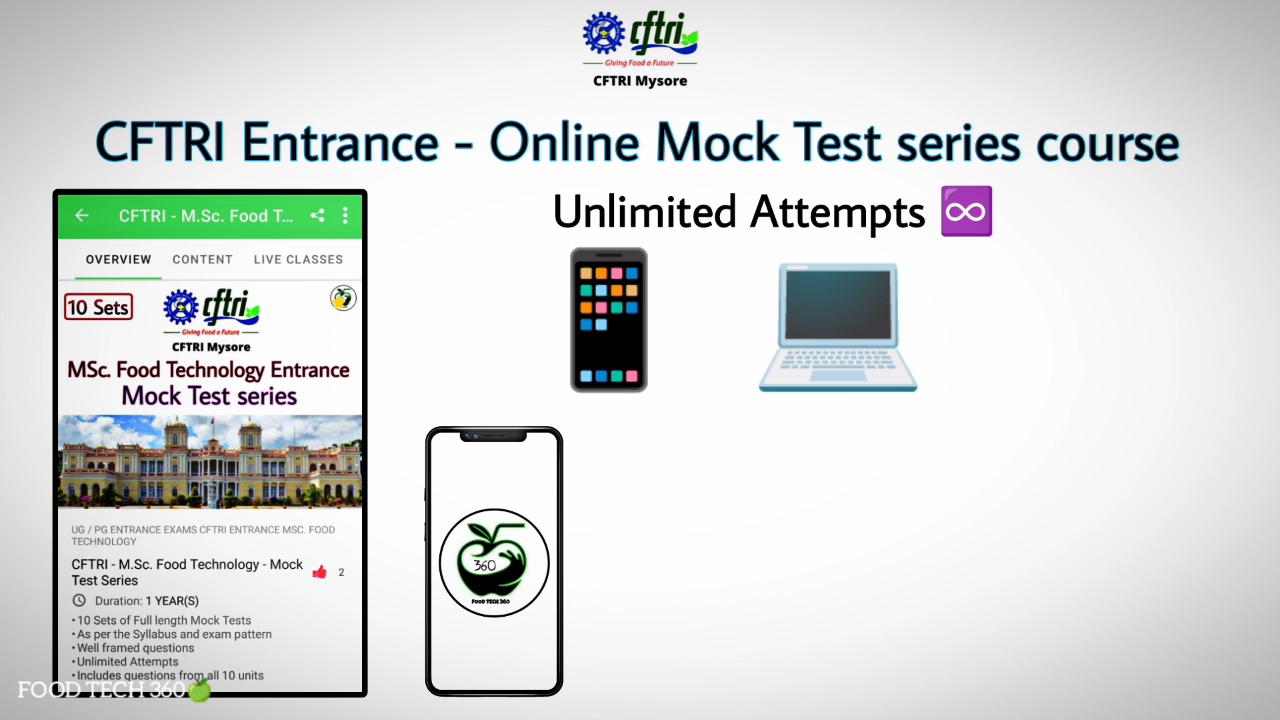 cftri
Giving Food a Future
CFTRI Mysore
CFTRI Entrance - Online Mock Test series course
Unlimited Attempts ♾️
CFTRI - M.Sc. Food T...
OVERVIEW CONTENT LIVE CLASSES
10 Sets
cftri
Giving Food a Future
CFTRI Mysore
MSc. Food Technology Entrance
Mock Test series
UG / PG ENTRANCE EXAMS CFTRI ENTRANCE MSC. FOOD
TECHNOLOGY
CFTRI - M.Sc. Food Technology - Mock
Test Series
2
Duration: 1 YEAR(S)
• 10 Sets of Full length Mock Tests
• As per the Syllabus and exam pattern
• Well framed questions
• Unlimited Attempts
• Includes questions from all 10 units
360
FOOD TECH 360
FOOD TECH 360🍏